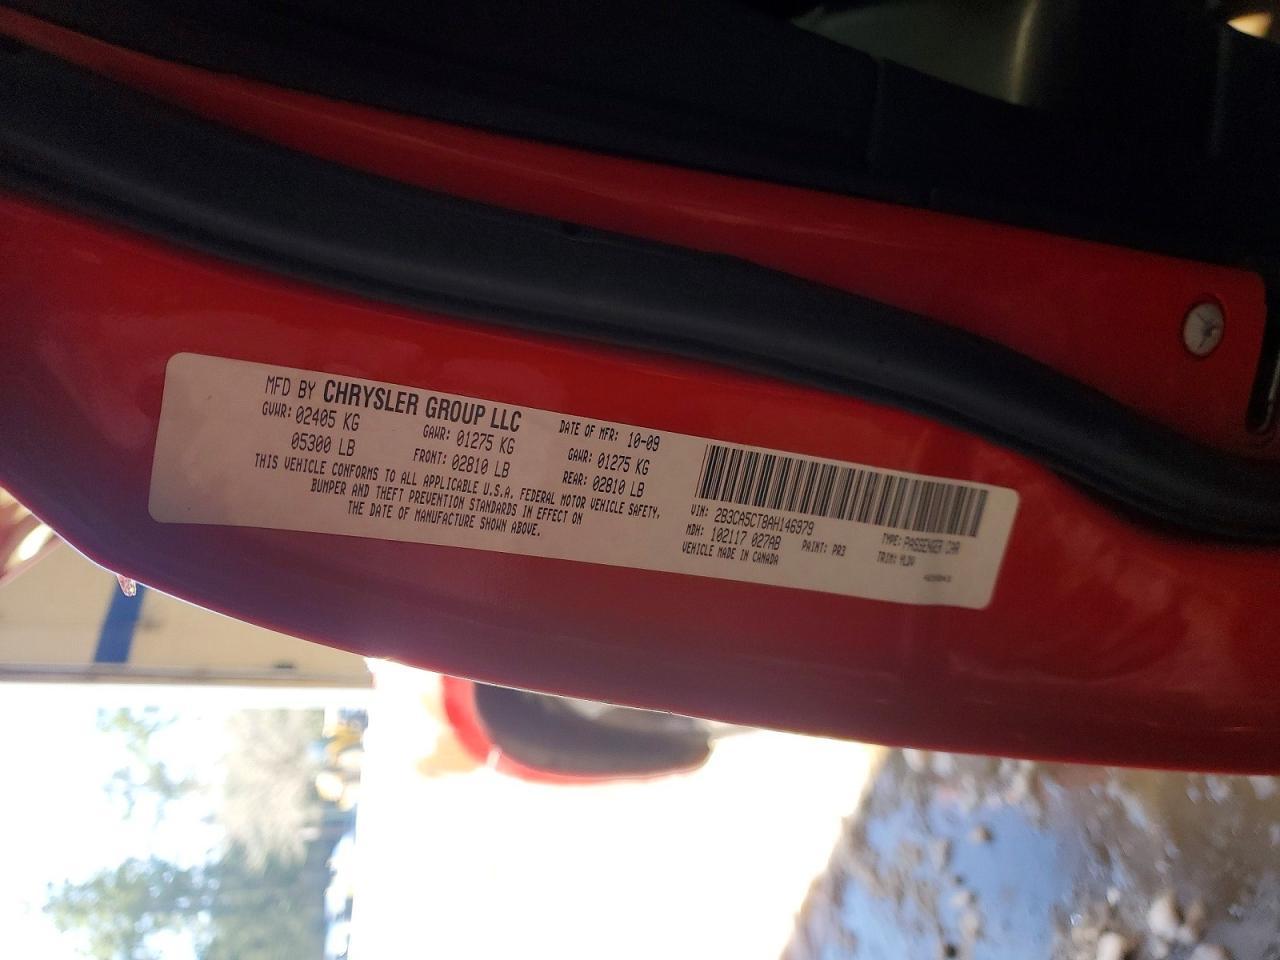 MFD BY CHRYSLER GROUP LLC DATE OF MFR: 10-09
GVWR: 02405 KG GAWR: 01275 KG GAWR: 01275 KG
05300 LB FRONT: 02810 LB REAR: 02810 LB
THIS VEHICLE CONFORMS TO ALL APPLICABLE U.S.A. FEDERAL MOTOR VEHICLE SAFETY,
BUMPER AND THEFT PREVENTION STANDARDS IN EFFECT ON
THE DATE OF MANUFACTURE SHOWN ABOVE.
VIN: 2B3CA5CT8AH146979 TYPE: PASSENGER CAR
MDH: 102117 027AB PAINT: PR3 TRIM:
VEHICLE MADE IN CANADA